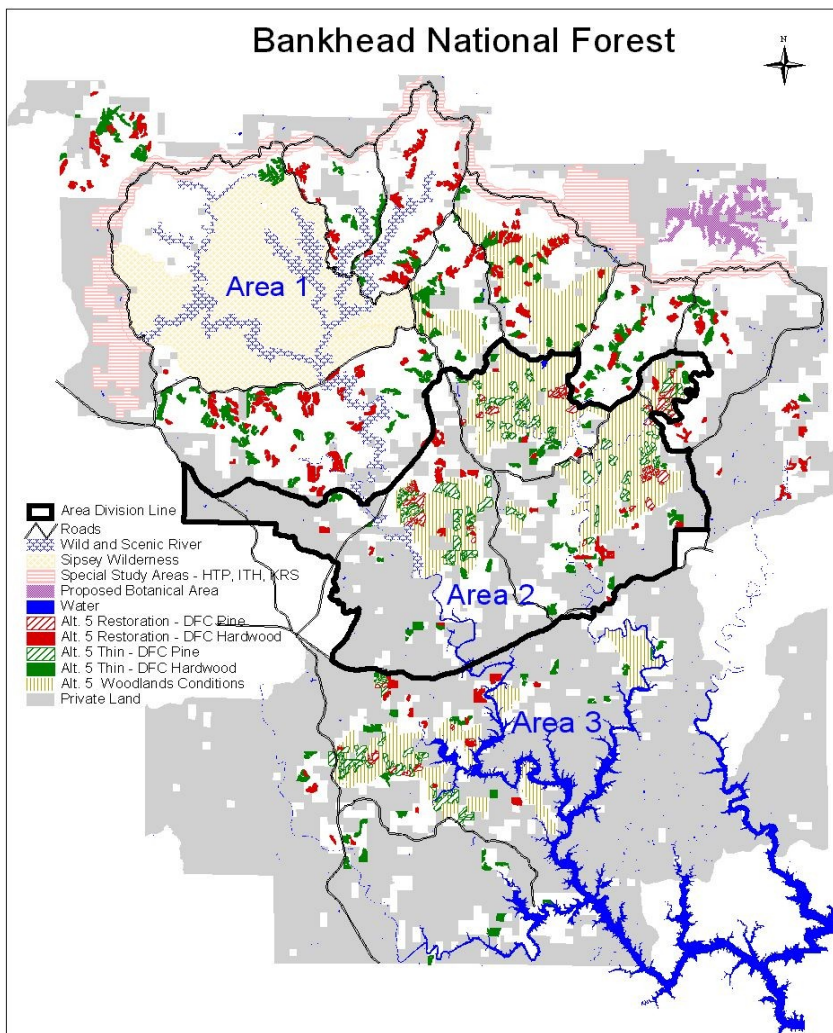 Bankhead National Forest
N
Area 1
Area Division Line
Roads
Wild and Scenic River
Sipsey Wilderness
Special Study Areas - HTP, ITH, KRS
Proposed Botanical Area
Water
Alt. 5 Restoration - DFC Pine
Alt. 5 Restoration - DFC Hardwood
Alt. 5 Thin - DFC Pine
Alt. 5 Thin - DFC Hardwood
Alt. 5 Woodlands Conditions
Private Land
Area 2
Area 3